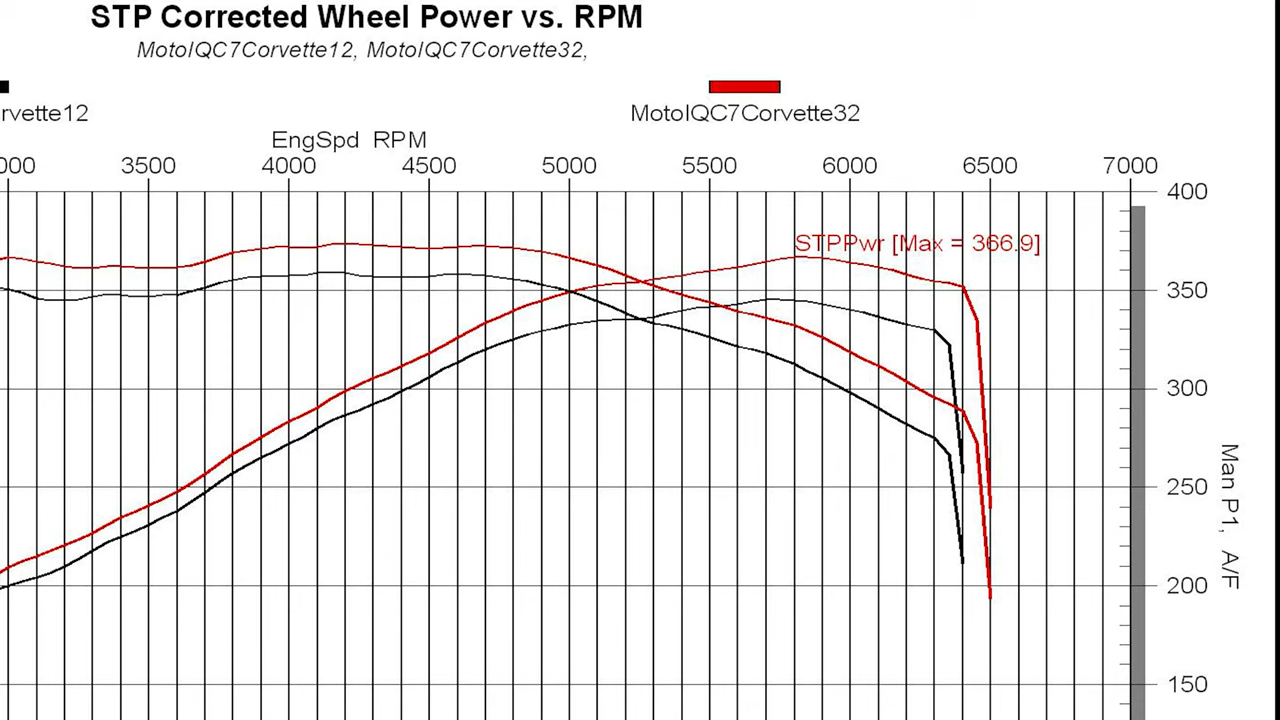 STP Corrected Wheel Power vs. RPM
MotoIQC7Corvette12, MotoIQC7Corvette32,
rvette12
MotoIQC7Corvette32
EngSpd RPM
000 3500 4000 4500 5000 5500 6000 6500 7000
400
STPPwr [Max = 366.9]
350
300
250
200
150
Man P1, A/F